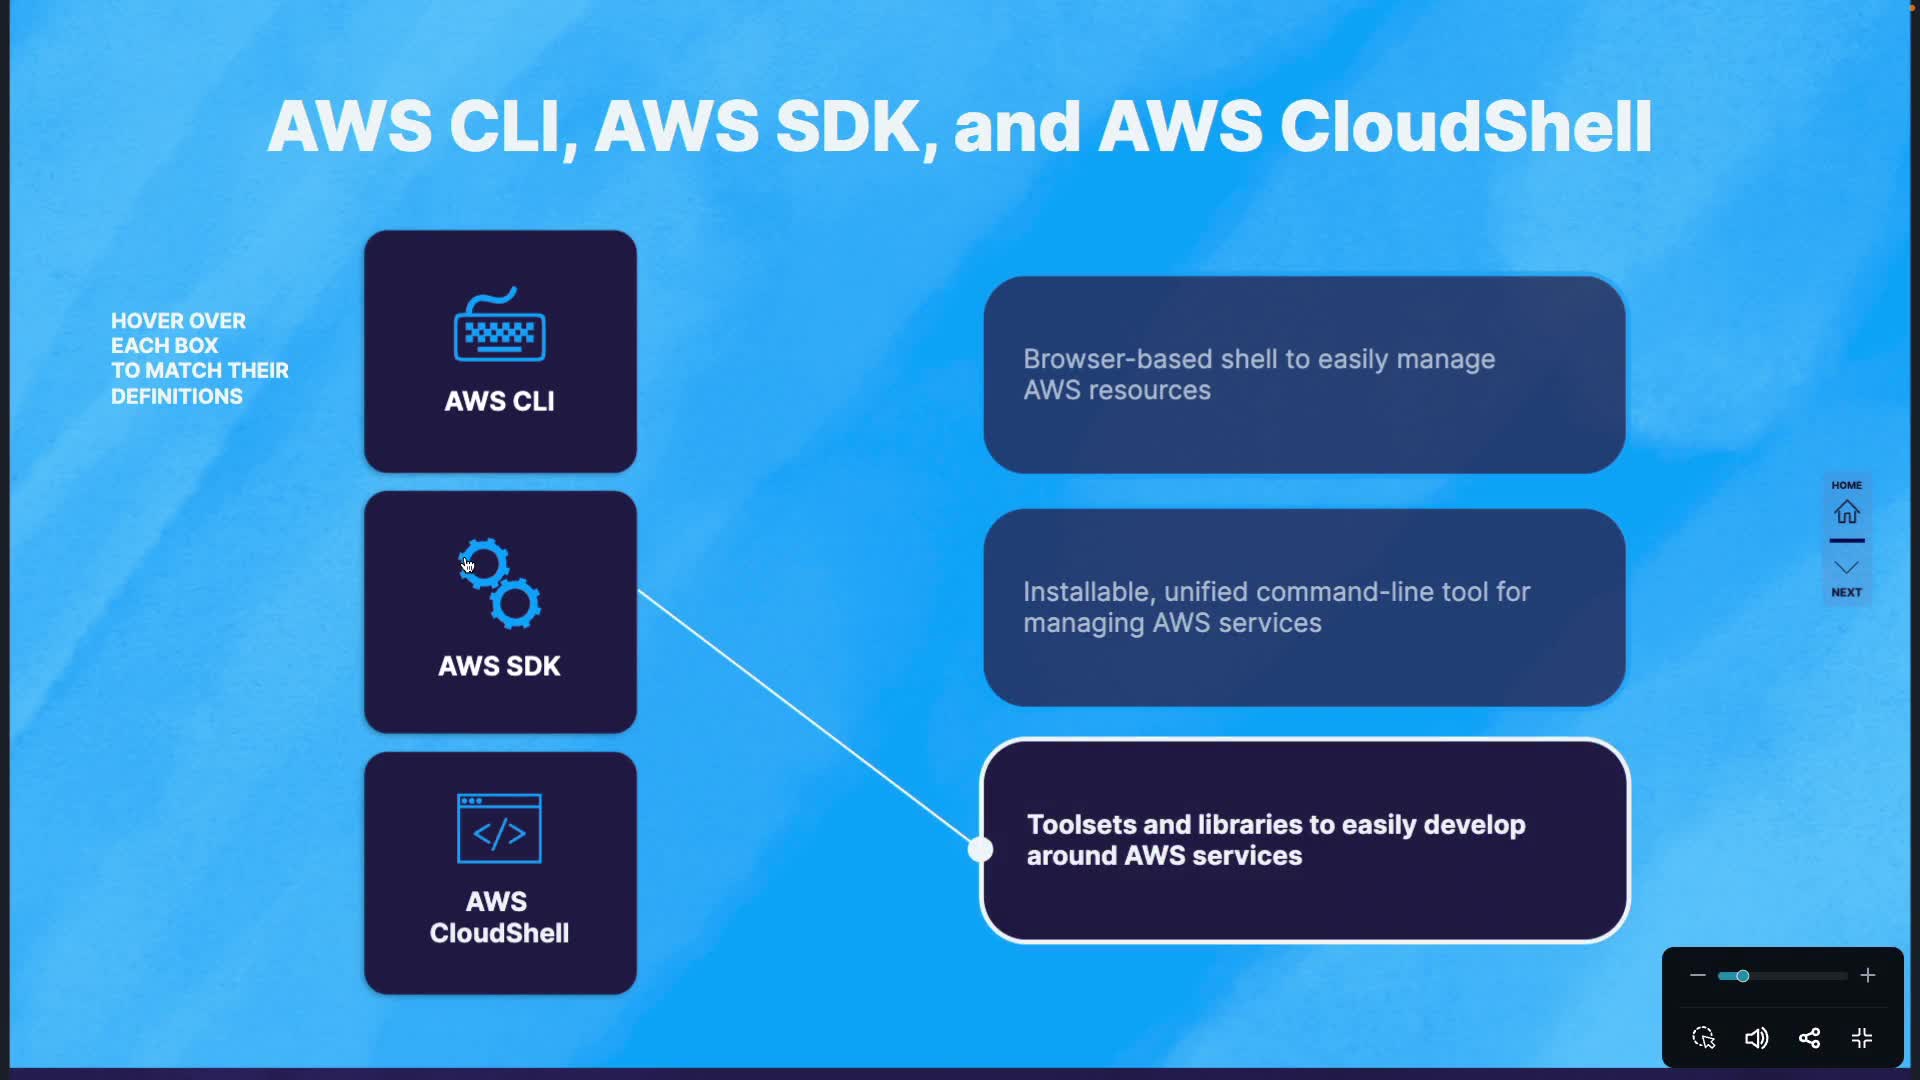 AWS CLI, AWS SDK, and AWS CloudShell
HOVER OVER
EACH BOX
TO MATCH THEIR
DEFINITIONS
AWS CLI
AWS SDK
AWS
CloudShell
Browser-based shell to easily manage
AWS resources
Installable, unified command-line tool for
managing AWS services
Toolsets and libraries to easily develop
around AWS services
HOME
NEXT